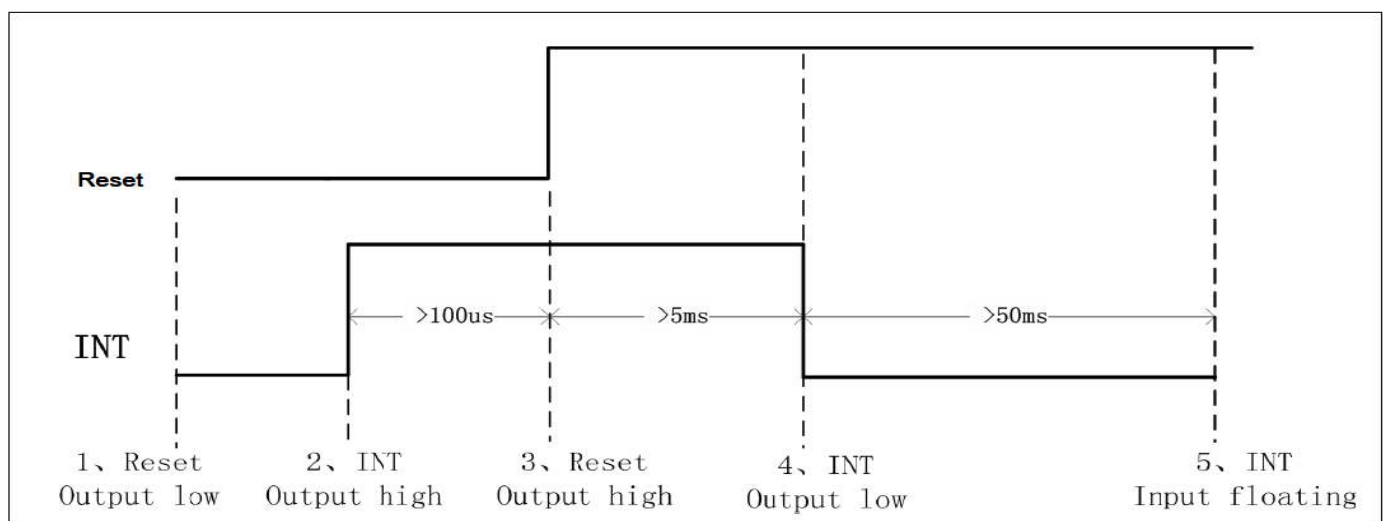 Reset
>100us
>5ms
>50ms
INT
1、Reset
Output low
2、INT
Output high
3、Reset
Output high
4、INT
Output low
5、INT
Input floating